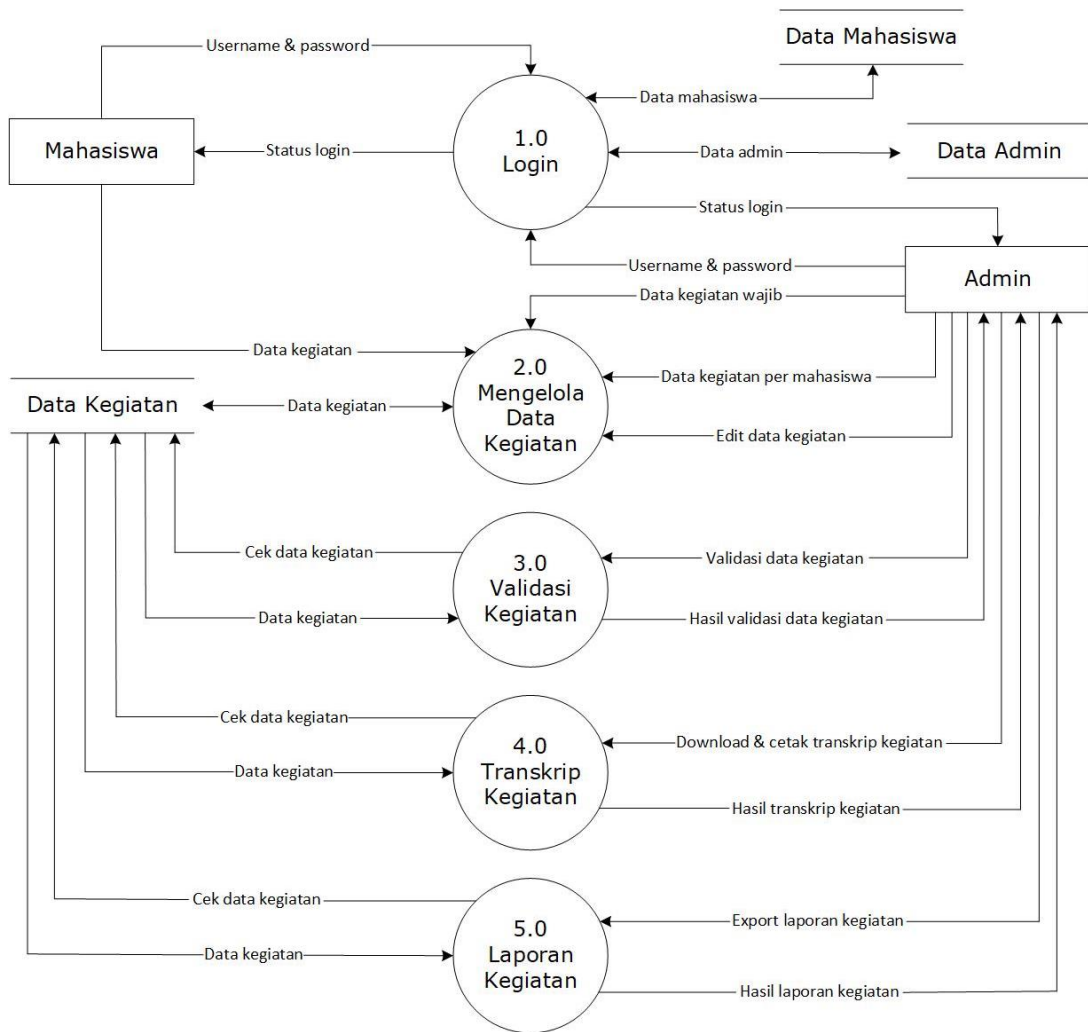 Username & password
Data Mahasiswa
Data mahasiswa
Mahasiswa
Status login
1.0
Login
Data admin
Data Admin
Status login
Username & password
Admin
Data kegiatan wajib
Data kegiatan
2.0
Mengelola
Data
Kegiatan
Data kegiatan per mahasiswa
Data Kegiatan
Data kegiatan
Edit data kegiatan
Cek data kegiatan
3.0
Validasi
Kegiatan
Validasi data kegiatan
Data kegiatan
Hasil validasi data kegiatan
Cek data kegiatan
4.0
Transkrip
Kegiatan
Download & cetak transkrip kegiatan
Data kegiatan
Hasil transkrip kegiatan
Cek data kegiatan
5.0
Laporan
Kegiatan
Export laporan kegiatan
Data kegiatan
Hasil laporan kegiatan